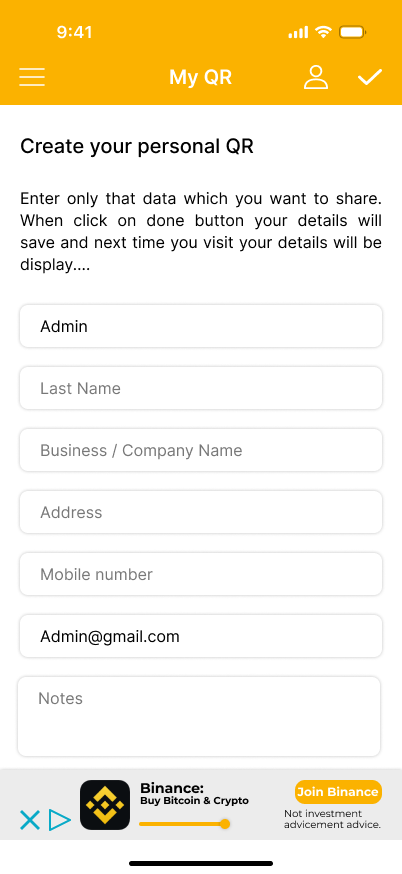 9:41
My QR
Create your personal QR
Enter only that data which you want to share.
When click on done button your details will
save and next time you visit your details will be
display....
Admin
Last Name
Business / Company Name
Address
Mobile number
Admin@gmail.com
Notes
Binance:
Buy Bitcoin & Crypto
Join Binance
Not investment
advicement advice.